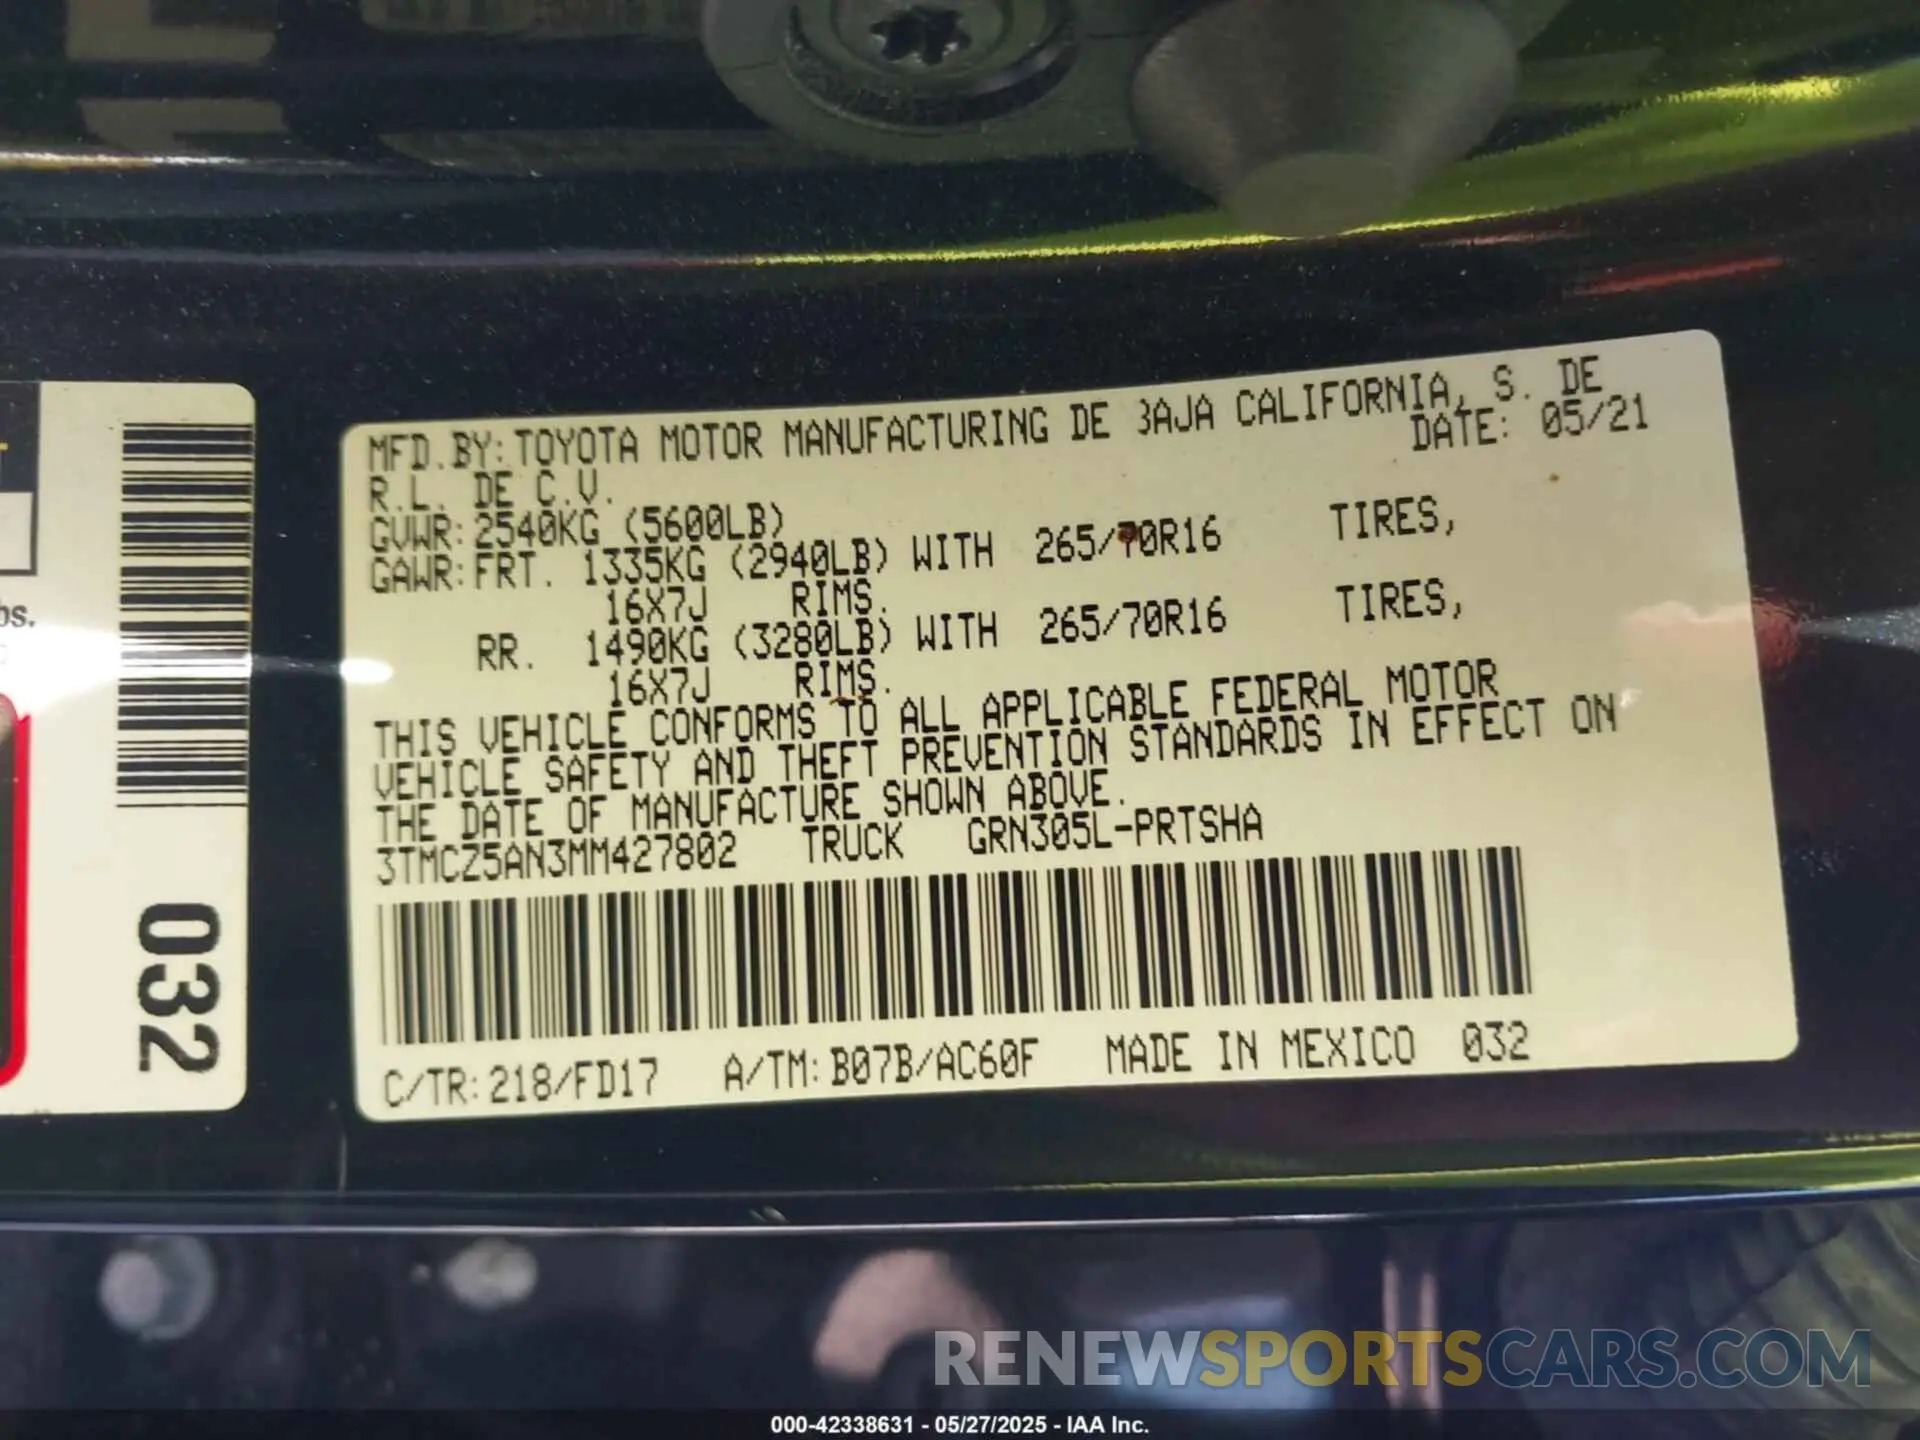 MFD.BY:TOYOTA MOTOR MANUFACTURING DE BAJA CALIFORNIA, S. DE
R.L. DE C.V. DATE: 05/21
GVWR:2540KG (5600LB)
GAWR:FRT. 1335KG (2940LB) WITH 265/70R16 TIRES,
16X7J RIMS.
RR. 1490KG (3280LB) WITH 265/70R16 TIRES,
16X7J RIMS.
THIS VEHICLE CONFORMS TO ALL APPLICABLE FEDERAL MOTOR
VEHICLE SAFETY AND THEFT PREVENTION STANDARDS IN EFFECT ON
THE DATE OF MANUFACTURE SHOWN ABOVE.
3TMCZ5AN3MM427802 TRUCK GRN305L-PRTSHA
C/TR:218/FD17 A/TM:B07B/AC60F MADE IN MEXICO 032
032
RENEWSPORTSCARS.COM
000-42338631 - 05/27/2025 - IAA Inc.